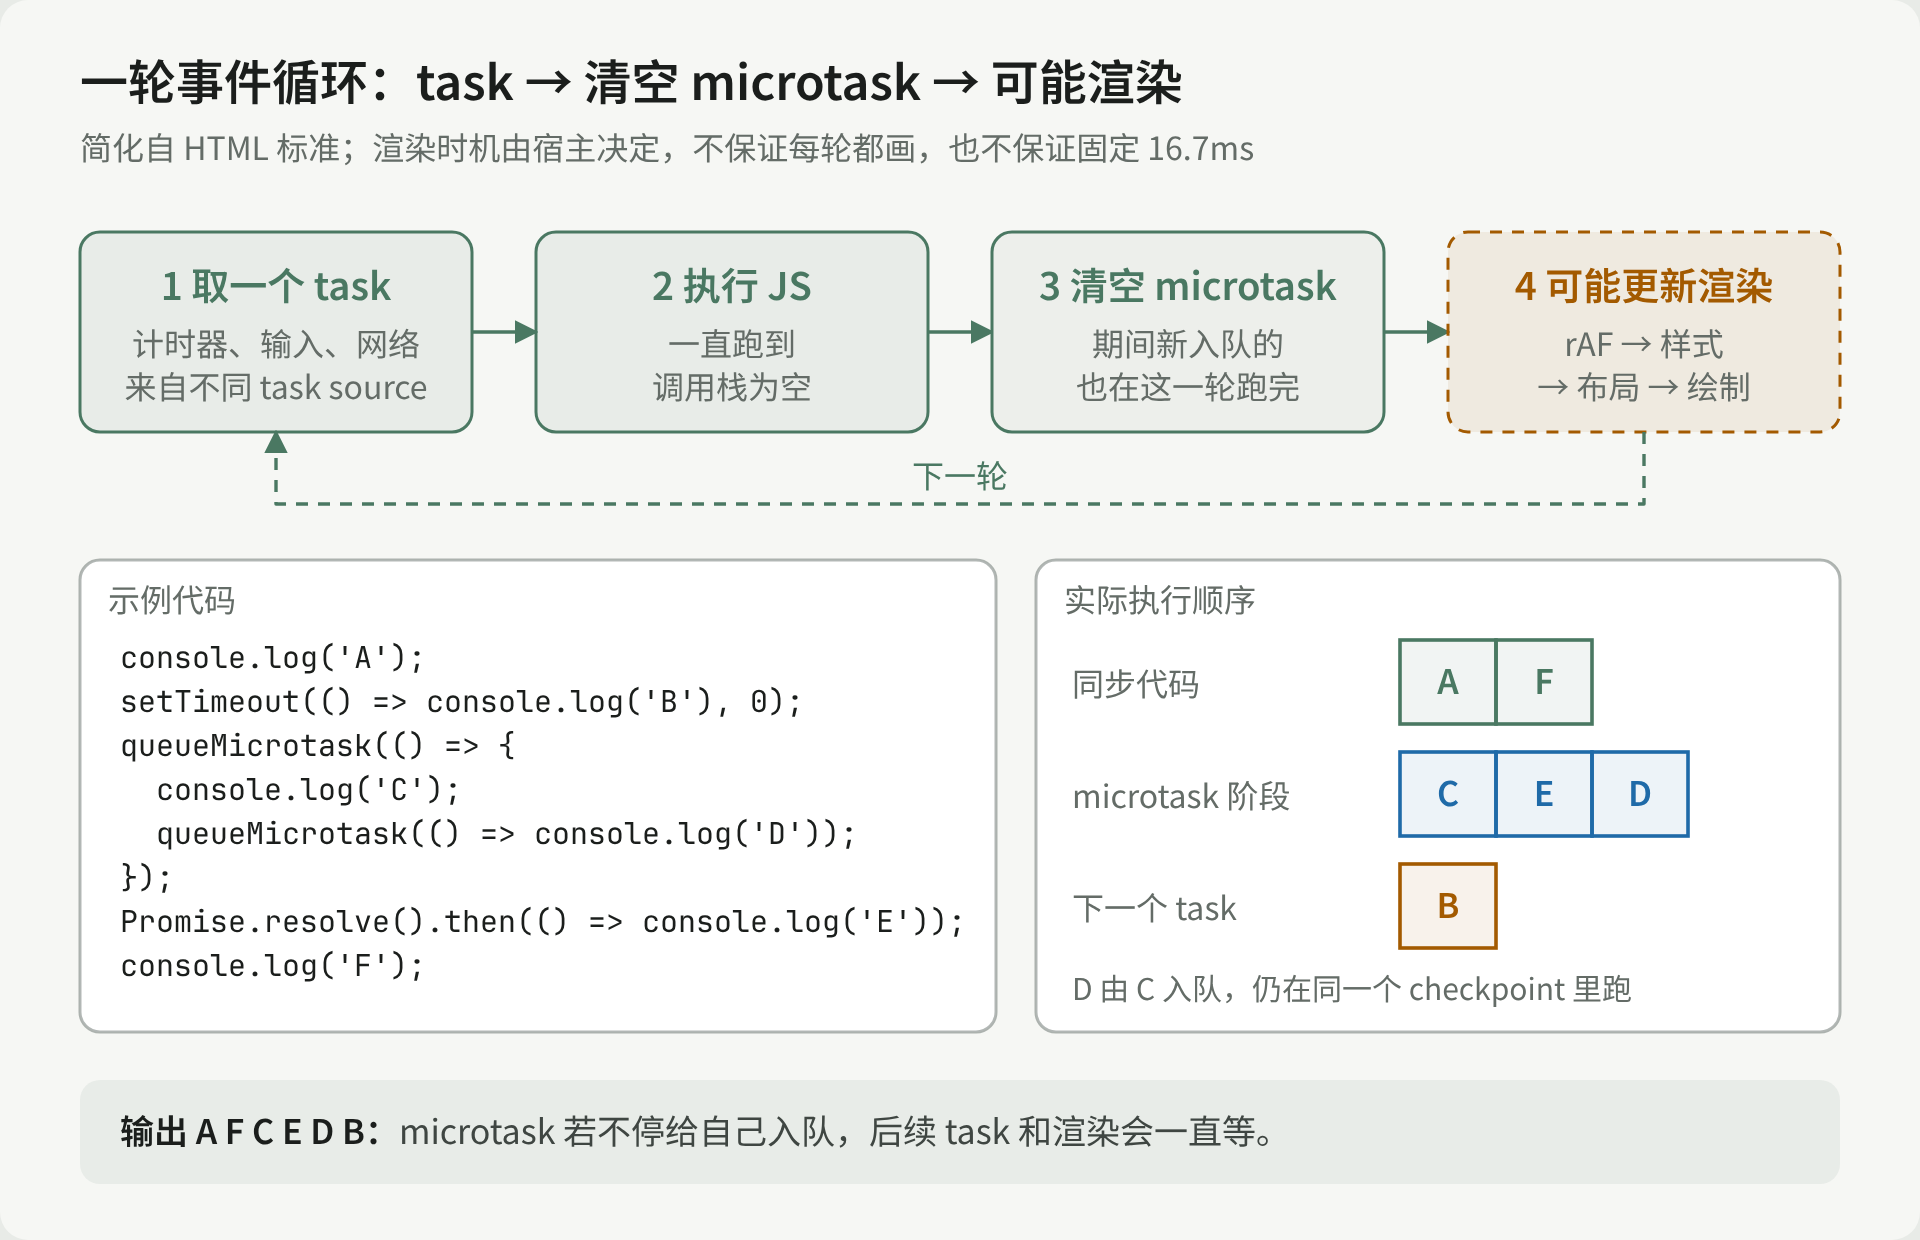 一轮事件循环：task → 清空 microtask → 可能渲染
简化自 HTML 标准；渲染时机由宿主决定，不保证每轮都画，也不保证固定 16.7ms
1 取一个 task
计时器、输入、网络
来自不同 task source
2 执行 JS
一直跑到
调用栈为空
3 清空 microtask
期间新入队的
也在这一轮跑完
4 可能更新渲染
rAF → 样式
→ 布局 → 绘制
下一轮
示例代码
console.log('A');
setTimeout(() => console.log('B'), 0);
queueMicrotask(() => {
  console.log('C');
  queueMicrotask(() => console.log('D'));
});
Promise.resolve().then(() => console.log('E'));
console.log('F');
实际执行顺序
同步代码 A F
microtask 阶段 C E D
下一个 task B
D 由 C 入队，仍在同一个 checkpoint 里跑
输出 A F C E D B：microtask 若不停给自己入队，后续 task 和渲染会一直等。